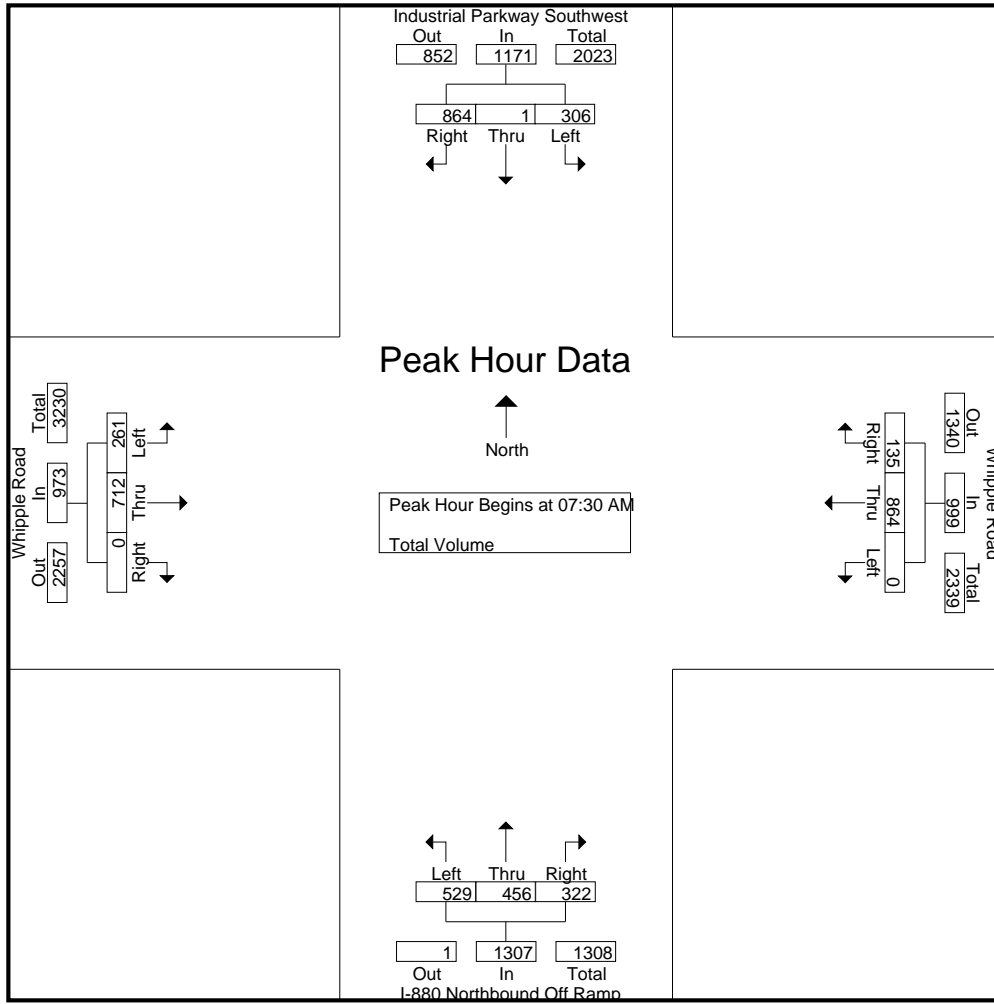 Industrial Parkway Southwest
Out In Total
852 1171 2023
864 1 306
Right Thru Left
Peak Hour Data
North
Peak Hour Begins at 07:30 AM
Total Volume
Whipple Road
Total In Out
3230 973 2257
261 712 0
Left Thru Right
Whipple Road
Out In Total
1340 999 2339
135 864 0
Right Thru Left
Left Thru Right
529 456 322
1 1307 1308
Out In Total
I-880 Northbound Off Ramp